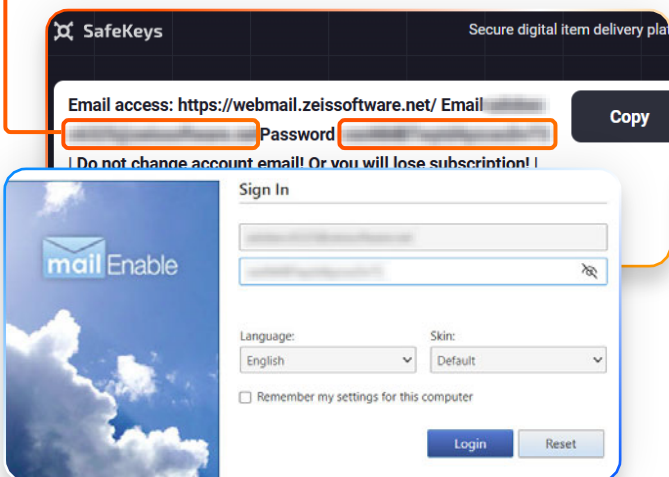 SafeKeys
Secure digital item delivery pla
Email access: https://webmail.zeissoftware.net/ Email
Password
Copy
| Do not change account email! Or you will lose subscription! |
mailEnable
Sign In
Language:
Skin:
English
Default
Remember my settings for this computer
Login
Reset